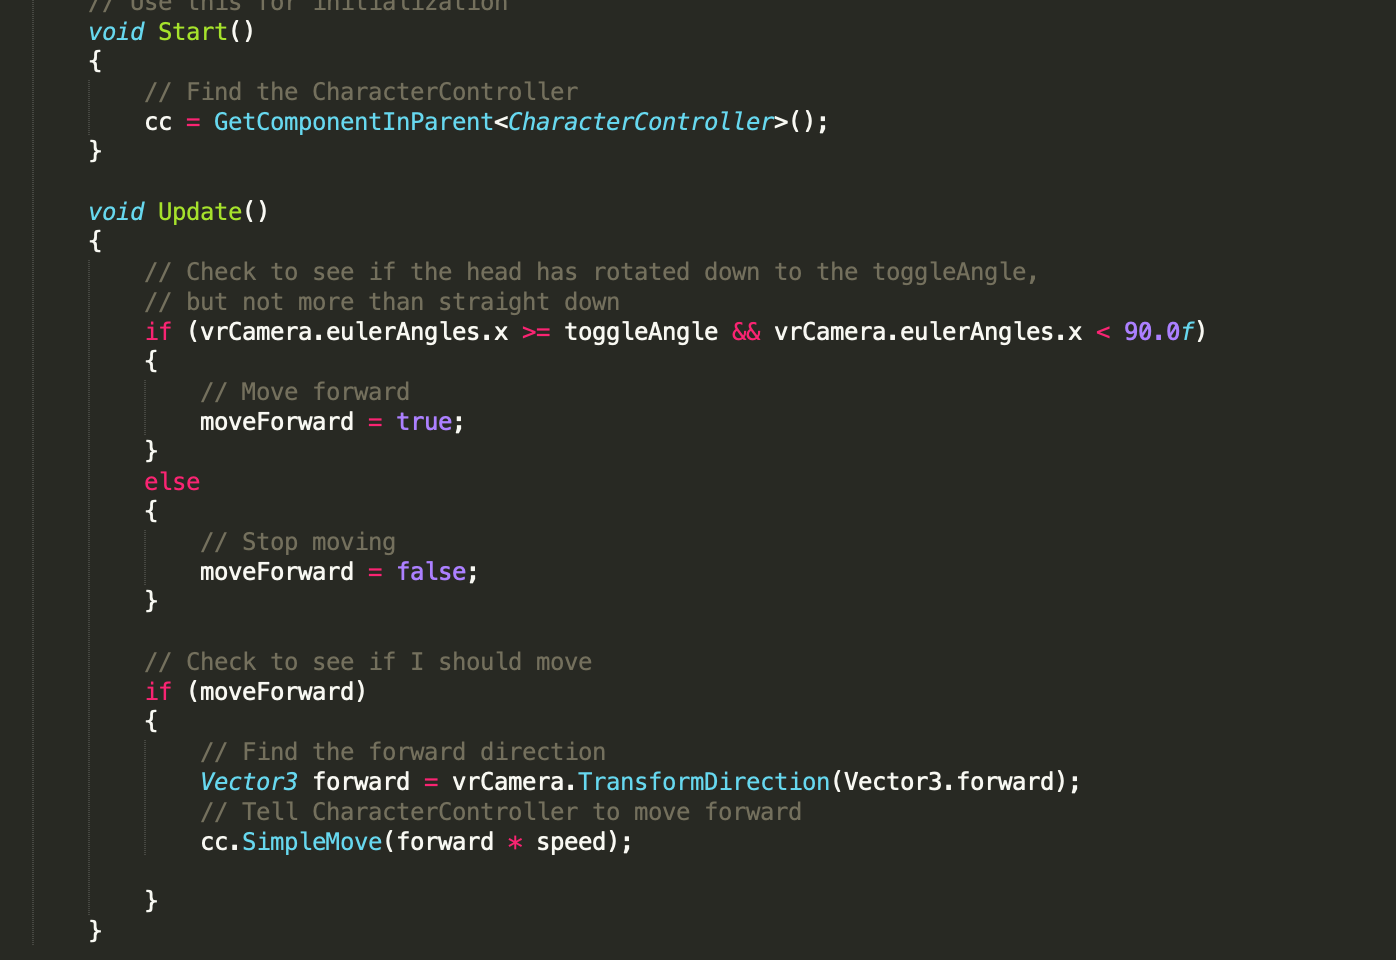 // Use this for initialization
void Start()
{
// Find the CharacterController
cc = GetComponentInParent<CharacterController>();
}
void Update()
{
// Check to see if the head has rotated down to the toggleAngle,
// but not more than straight down
if (vrCamera.eulerAngles.x >= toggleAngle && vrCamera.eulerAngles.x < 90.0f)
{
// Move forward
moveForward = true;
}
else
{
// Stop moving
moveForward = false;
}
// Check to see if I should move
if (moveForward)
{
// Find the forward direction
Vector3 forward = vrCamera.TransformDirection(Vector3.forward);
// Tell CharacterController to move forward
cc.SimpleMove(forward * speed);
}
}